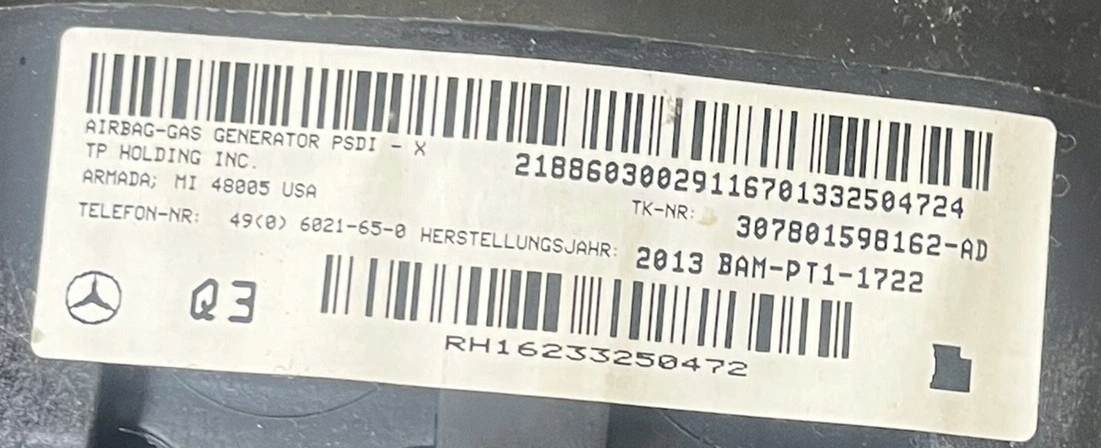 AIRBAG-GAS GENERATOR PSDI - X
TP HOLDING INC.
ARMADA; MI 48005 USA
21886030029116701332504724
TK-NR: 307801598162-AD
TELEFON-NR: 49(0) 6021-65-0 HERSTELLUNGSJAHR: 2013 BAM-PT1-1722
Q3
RH16233250472